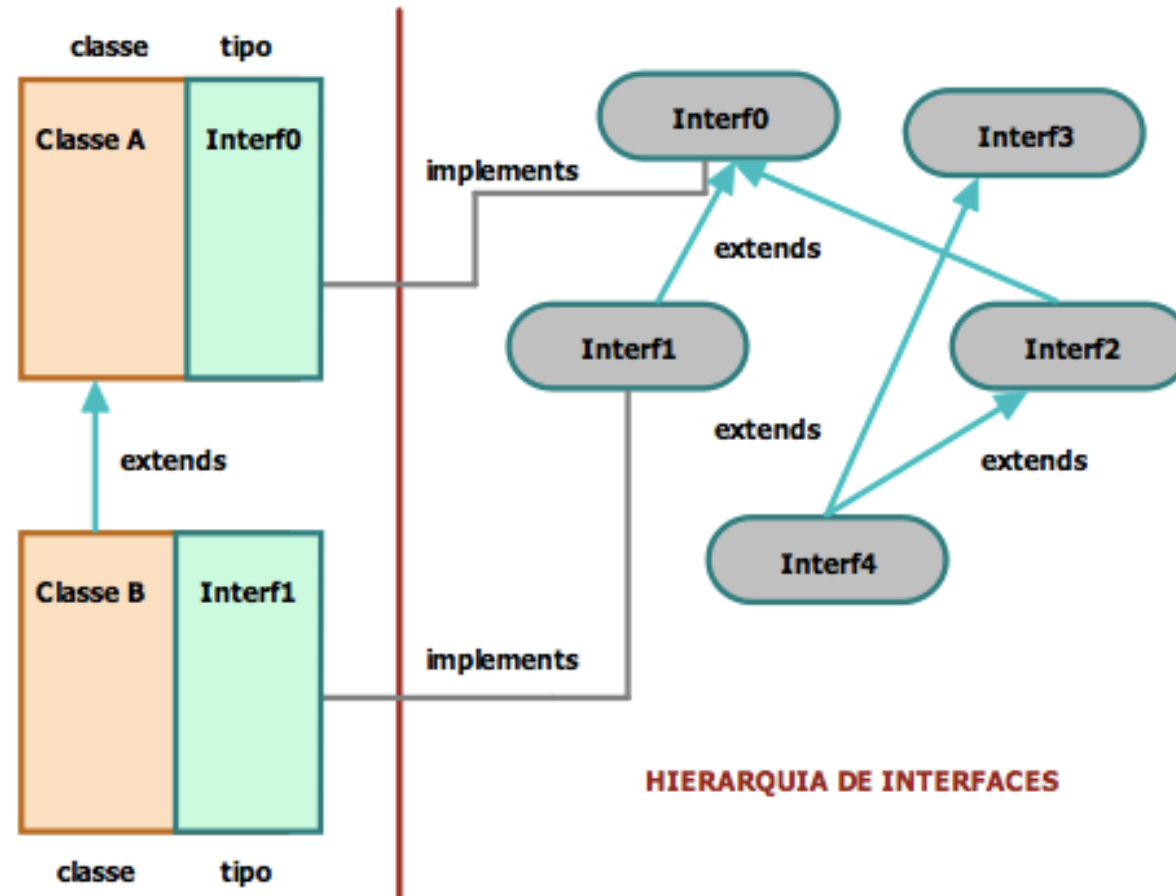 classe tipo
Classe A Interf0
implements
Interf0
Interf3
extends
Interf1
Interf2
extends
extends
extends
Interf4
Classe B Interf1
implements
HIERARQUIA DE INTERFACES
classe tipo